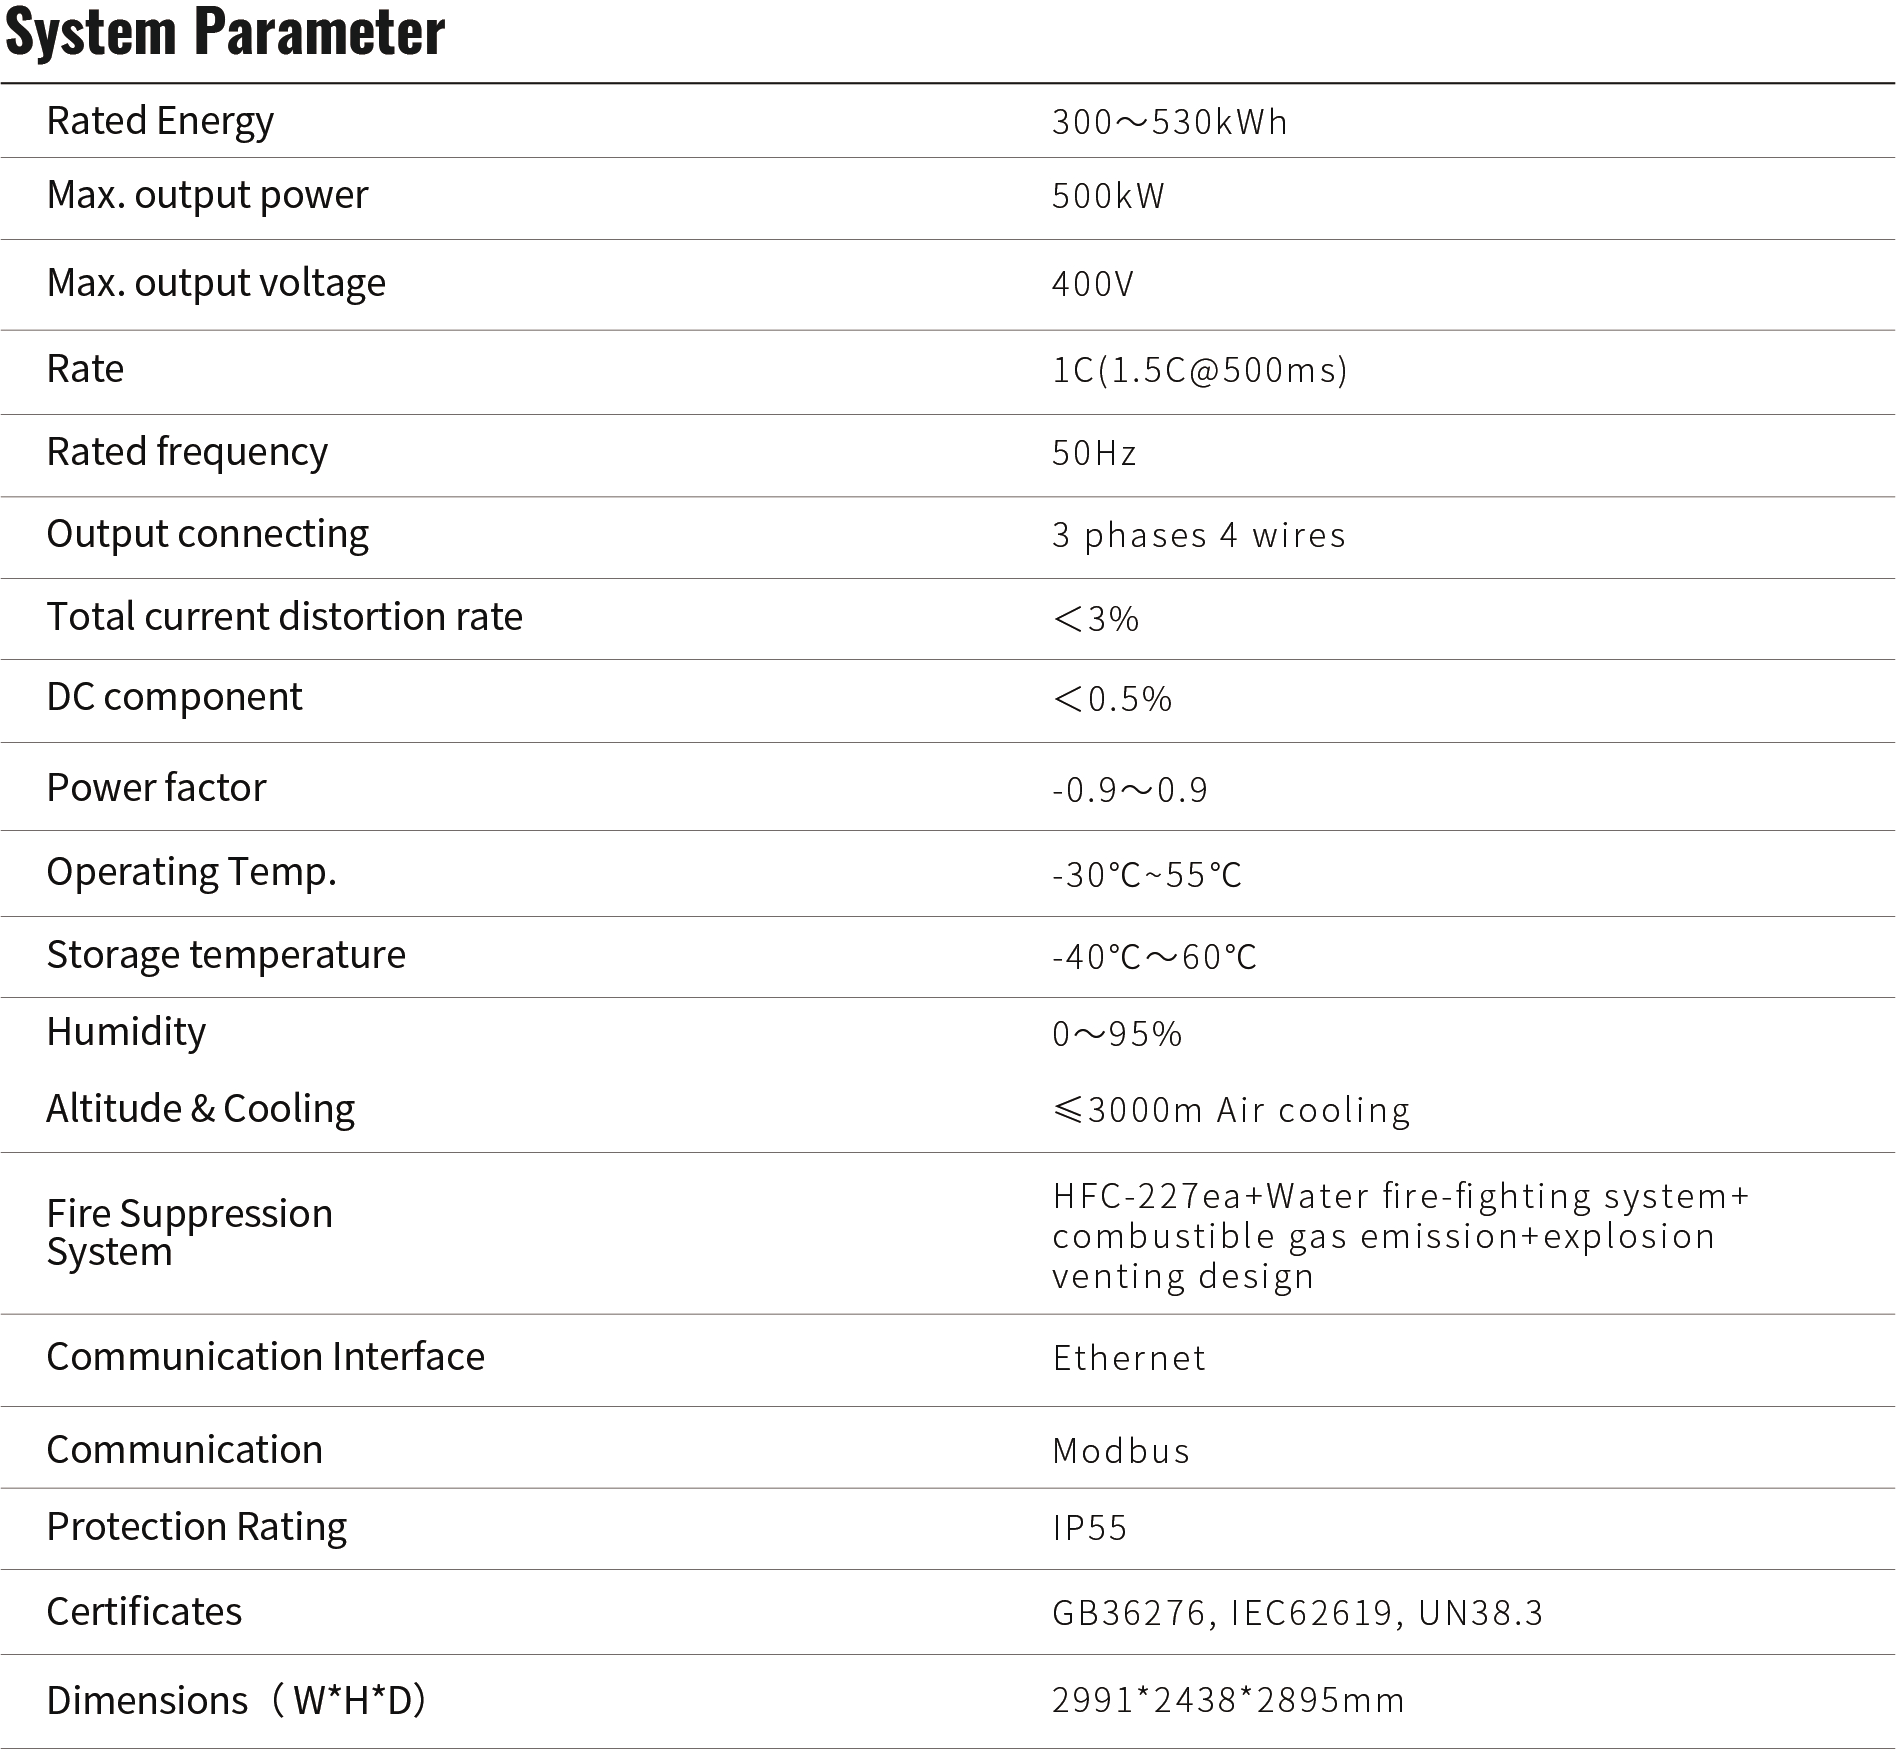 System Parameter
Rated Energy 300～530kWh
Max. output power 500kW
Max. output voltage 400V
Rate 1C(1.5C@500ms)
Rated frequency 50Hz
Output connecting 3 phases 4 wires
Total current distortion rate ＜3%
DC component ＜0.5%
Power factor -0.9～0.9
Operating Temp. -30℃~55℃
Storage temperature -40℃～60℃
Humidity 0～95%
Altitude & Cooling ≤3000m Air cooling
Fire Suppression
System
HFC-227ea+Water fire-fighting system+
combustible gas emission+explosion
venting design
Communication Interface Ethernet
Communication Modbus
Protection Rating IP55
Certificates GB36276, IEC62619, UN38.3
Dimensions（W*H*D） 2991*2438*2895mm